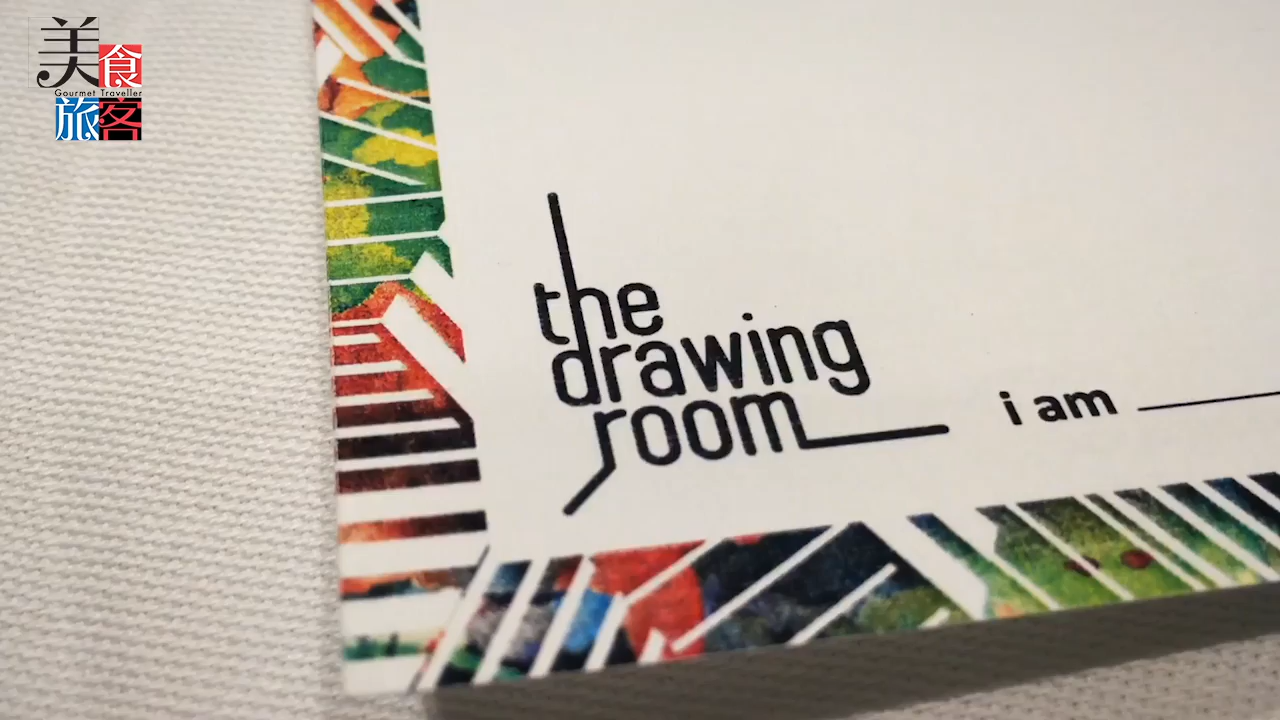 美食
Gourmet Traveller
旅客
the
drawing
room
i am